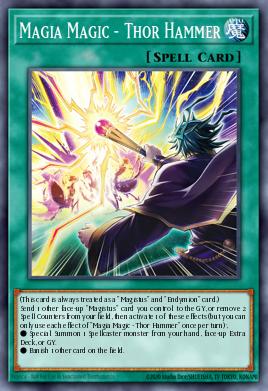 Magia Magic - Thor Hammer 魔
[Spell Card]
(This card is always treated as a "Magistus" and "Endymion" card.)
Send 1 other face-up "Magistus" card you control to the GY, or remove 2
Spell Counters from your field, then activate 1 of these effects (but you can
only use each effect of "Magia Magic - Thor Hammer" once per turn);
● Special Summon 1 Spellcaster monster from your hand, face-up Extra
Deck, or GY.
● Banish 1 other card on the field.